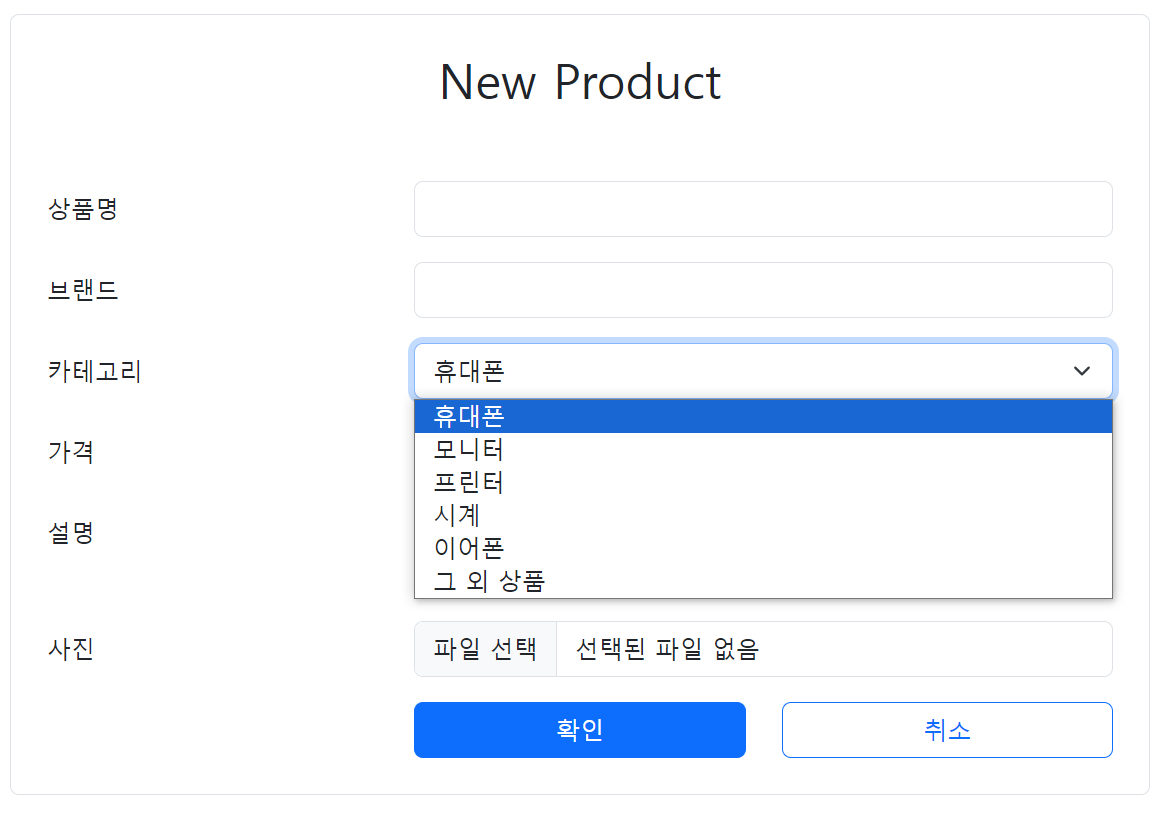 New Product
상품명
브랜드
카테고리
휴대폰
휴대폰
모니터
프린터
시계
이어폰
그 외 상품
가격
설명
사진
파일 선택 선택된 파일 없음
확인 취소